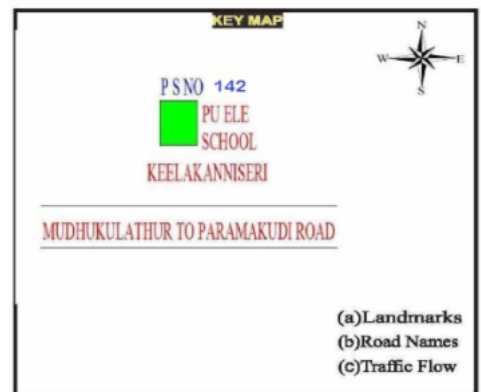 KEY MAP
N
W E
S
P S NO 142
PU ELE
SCHOOL
KEELAKANNISERI
MUDHUKULATHUR TO PARAMAKUDI ROAD
(a)Landmarks
(b)Road Names
(c)Traffic Flow